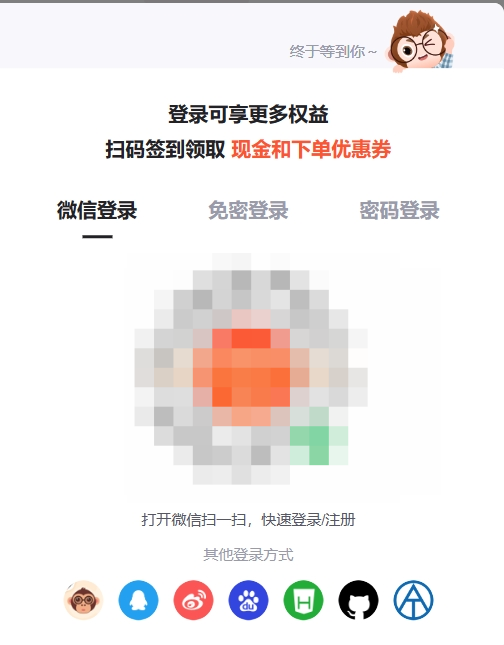 终于等到你~
登录可享更多权益
扫码签到领取 现金和下单优惠券
微信登录 免密登录 密码登录
打开微信扫一扫，快速登录/注册
其他登录方式
du
H